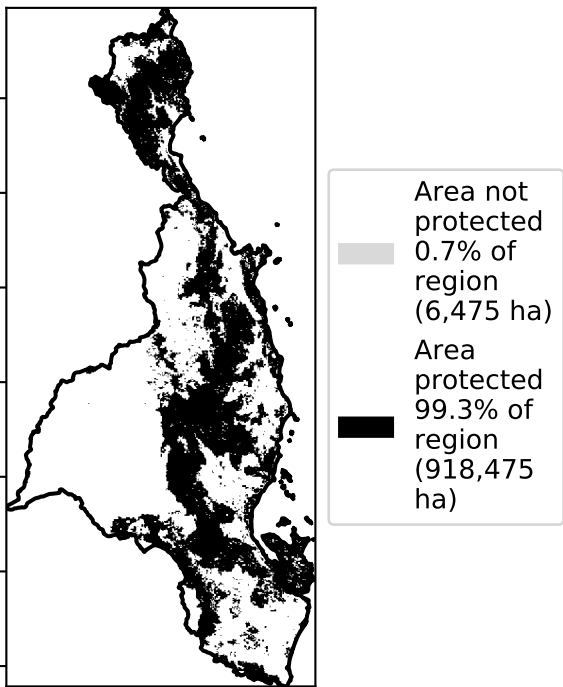 Area not
protected
0.7% of
region
(6,475 ha)
Area
protected
99.3% of
region
(918,475
ha)